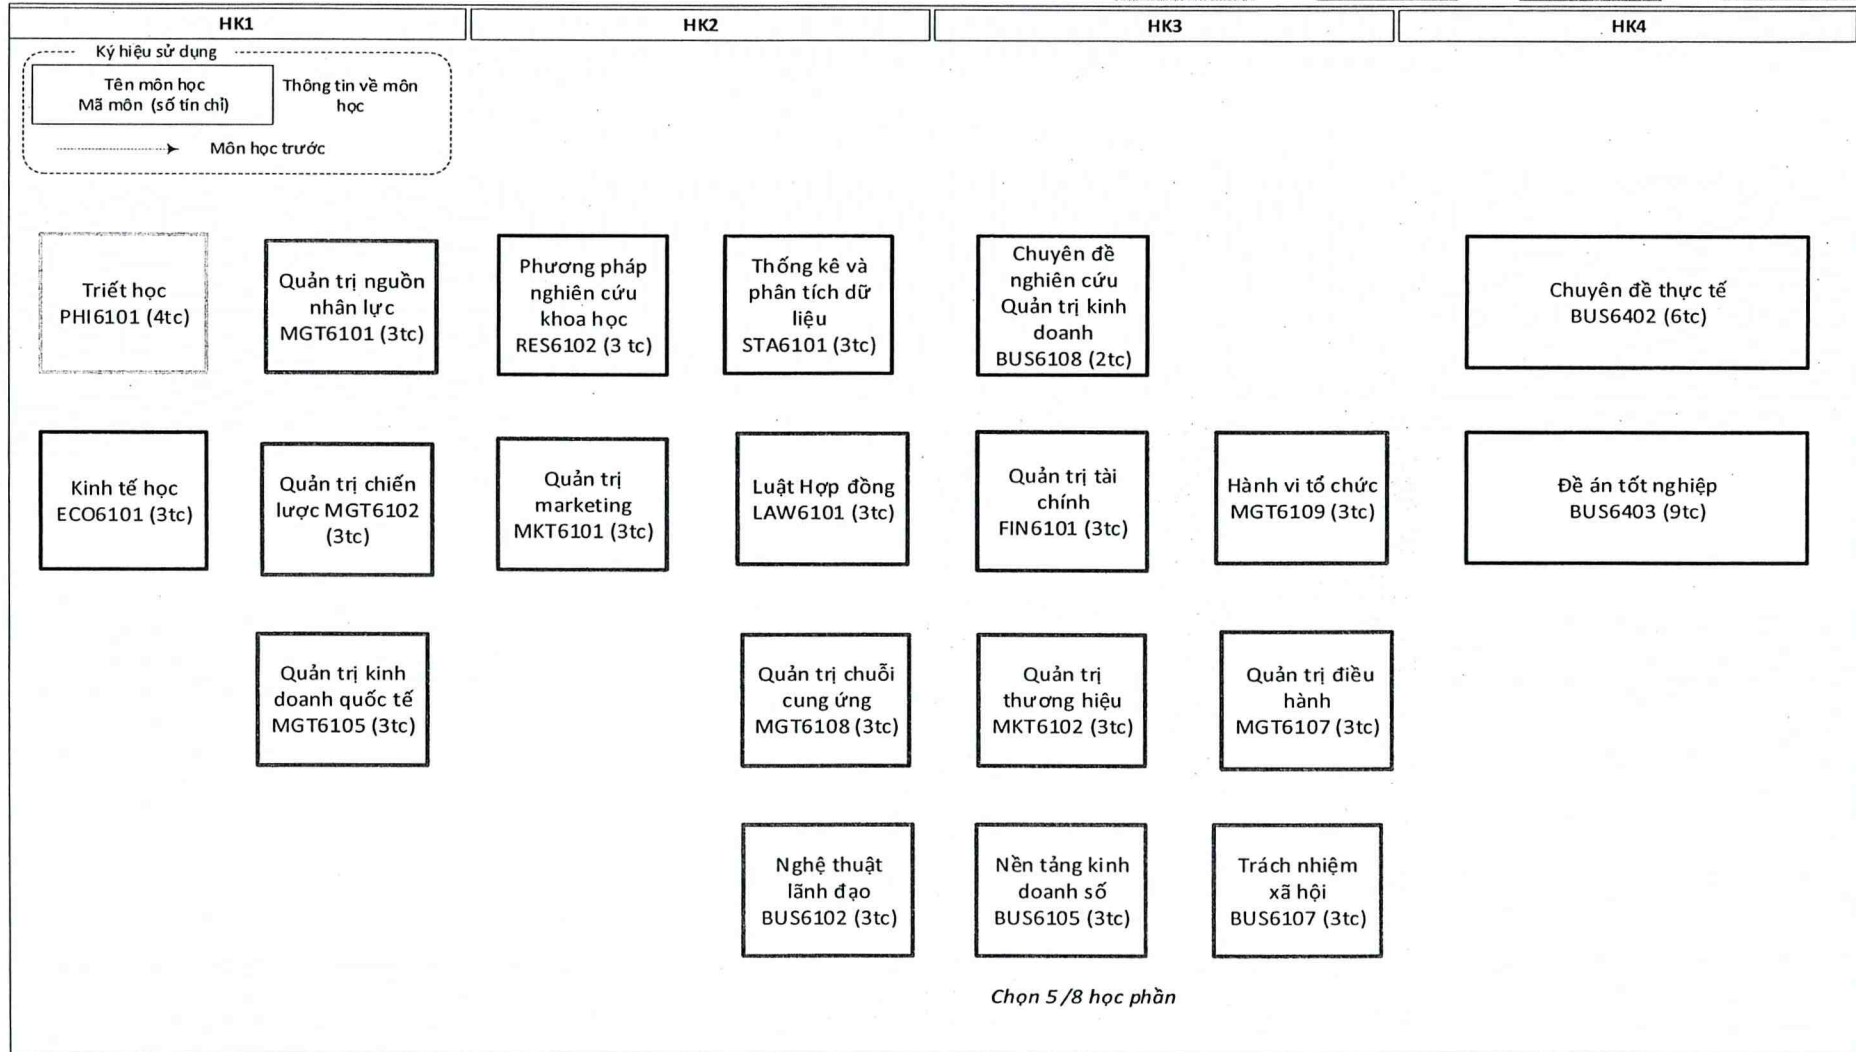 HK1
HK2
HK3
HK4
Ký hiệu sử dụng
Tên môn học
Mã môn (số tín chỉ)
Thông tin về môn
học
Môn học trước
Triết học
PHI6101 (4tc)
Quản trị nguồn
nhân lực
MGT6101 (3tc)
Phương pháp
nghiên cứu
khoa học
RES6102 (3 tc)
Thống kê và
phân tích dữ
liệu
STA6101 (3tc)
Chuyên đề
nghiên cứu
Quản trị kinh
doanh
BUS6108 (2tc)
Chuyên đề thực tế
BUS6402 (6tc)
Kinh tế học
ECO6101 (3tc)
Quản trị chiến
lược MGT6102
(3tc)
Quản trị
marketing
MKT6101 (3tc)
Luật Hợp đồng
LAW6101 (3tc)
Quản trị tài
chính
FIN6101 (3tc)
Hành vi tổ chức
MGT6109 (3tc)
Đề án tốt nghiệp
BUS6403 (9tc)
Quản trị kinh
doanh quốc tế
MGT6105 (3tc)
Quản trị chuỗi
cung ứng
MGT6108 (3tc)
Quản trị
thương hiệu
MKT6102 (3tc)
Quản trị điều
hành
MGT6107 (3tc)
Nghệ thuật
lãnh đạo
BUS6102 (3tc)
Nền tảng kinh
doanh số
BUS6105 (3tc)
Trách nhiệm
xã hội
BUS6107 (3tc)
Chọn 5/8 học phần